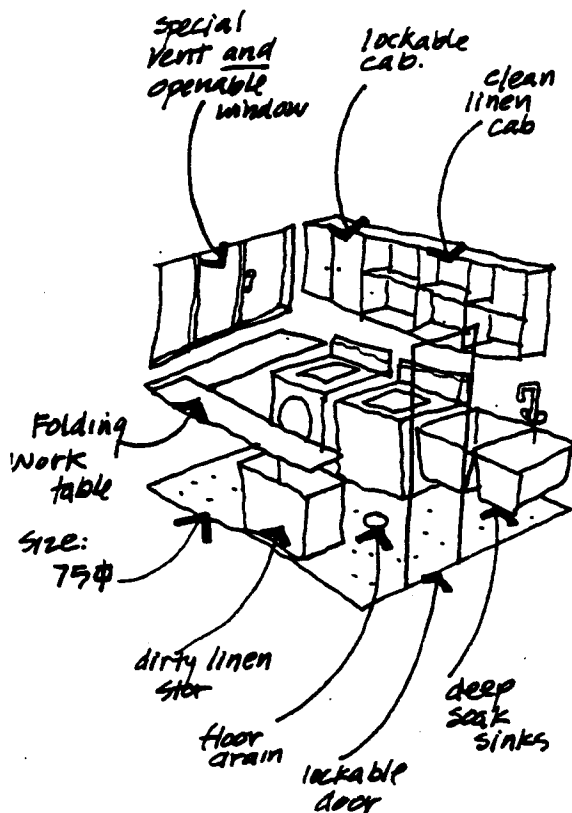 special
vent and
openable
window
lockable
cab.
clean
linen
cab
Folding
work
table
size:
75⏀
dirty linen
stor
floor
drain
lockable
door
deep
soak
sinks